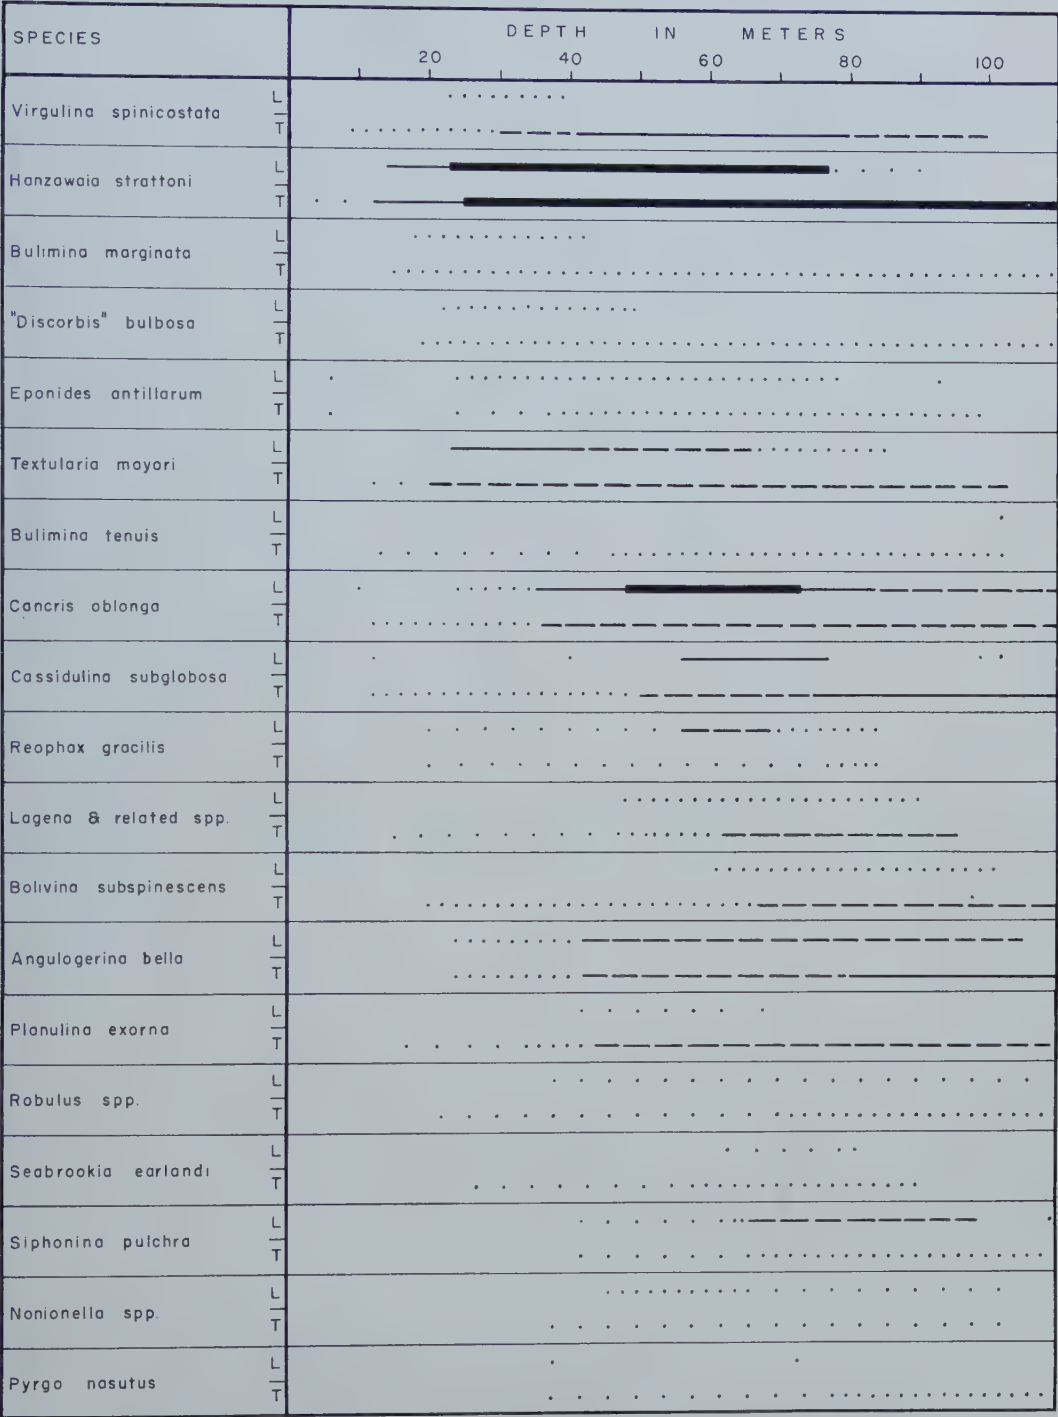 SPECIES
DEPTH IN METERS
20 40 60 80 100
Virgulina spinicostata L T
Hanzawaia strattoni L T
Bulimina marginata L T
"Discorbis" bulbosa L T
Eponides antillarum L T
Textularia mayori L T
Bulimina tenuis L T
Cancris oblonga L T
Cassidulina subglobosa L T
Reophax gracilis L T
Lagena & related spp. L T
Bolivina subspinescens L T
Angulogerina bella L T
Planulina exorna L T
Robulus spp. L T
Seabrookia earlandi L T
Siphonina pulchra L T
Nonionella spp. L T
Pyrgo nasutus L T